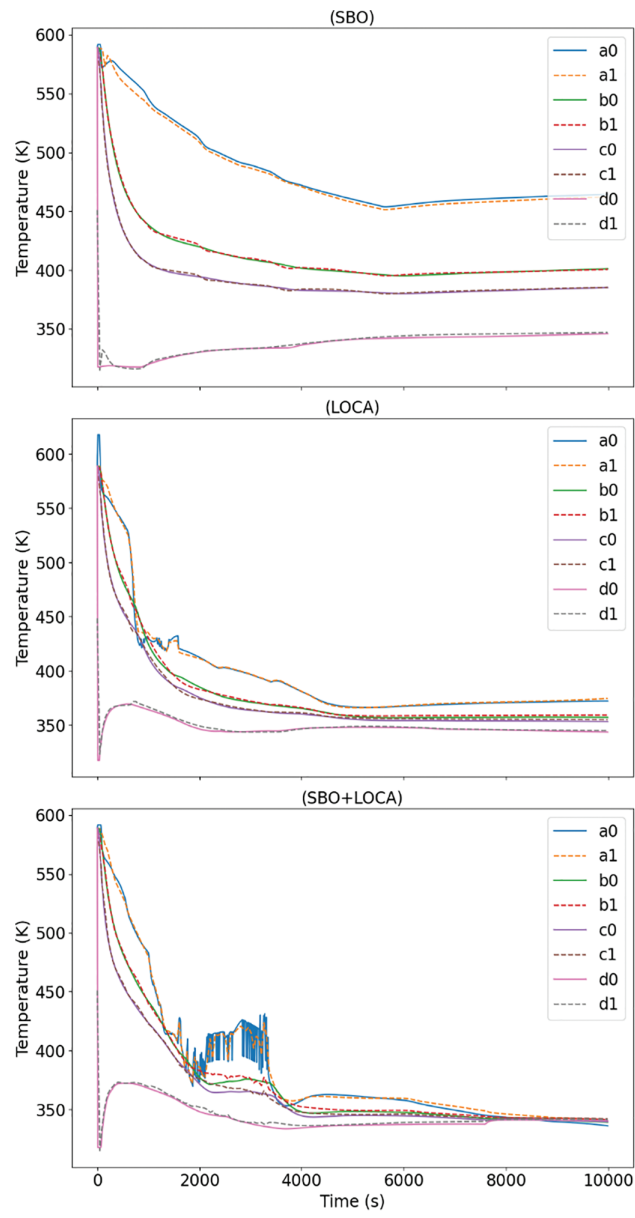 (SBO)
600
550
500
450
400
350
Temperature (K)
a0
a1
b0
b1
c0
c1
d0
d1
(LOCA)
600
550
500
450
400
350
Temperature (K)
a0
a1
b0
b1
c0
c1
d0
d1
(SBO+LOCA)
600
550
500
450
400
350
Temperature (K)
a0
a1
b0
b1
c0
c1
d0
d1
0 2000 4000 6000 8000 10000
Time (s)